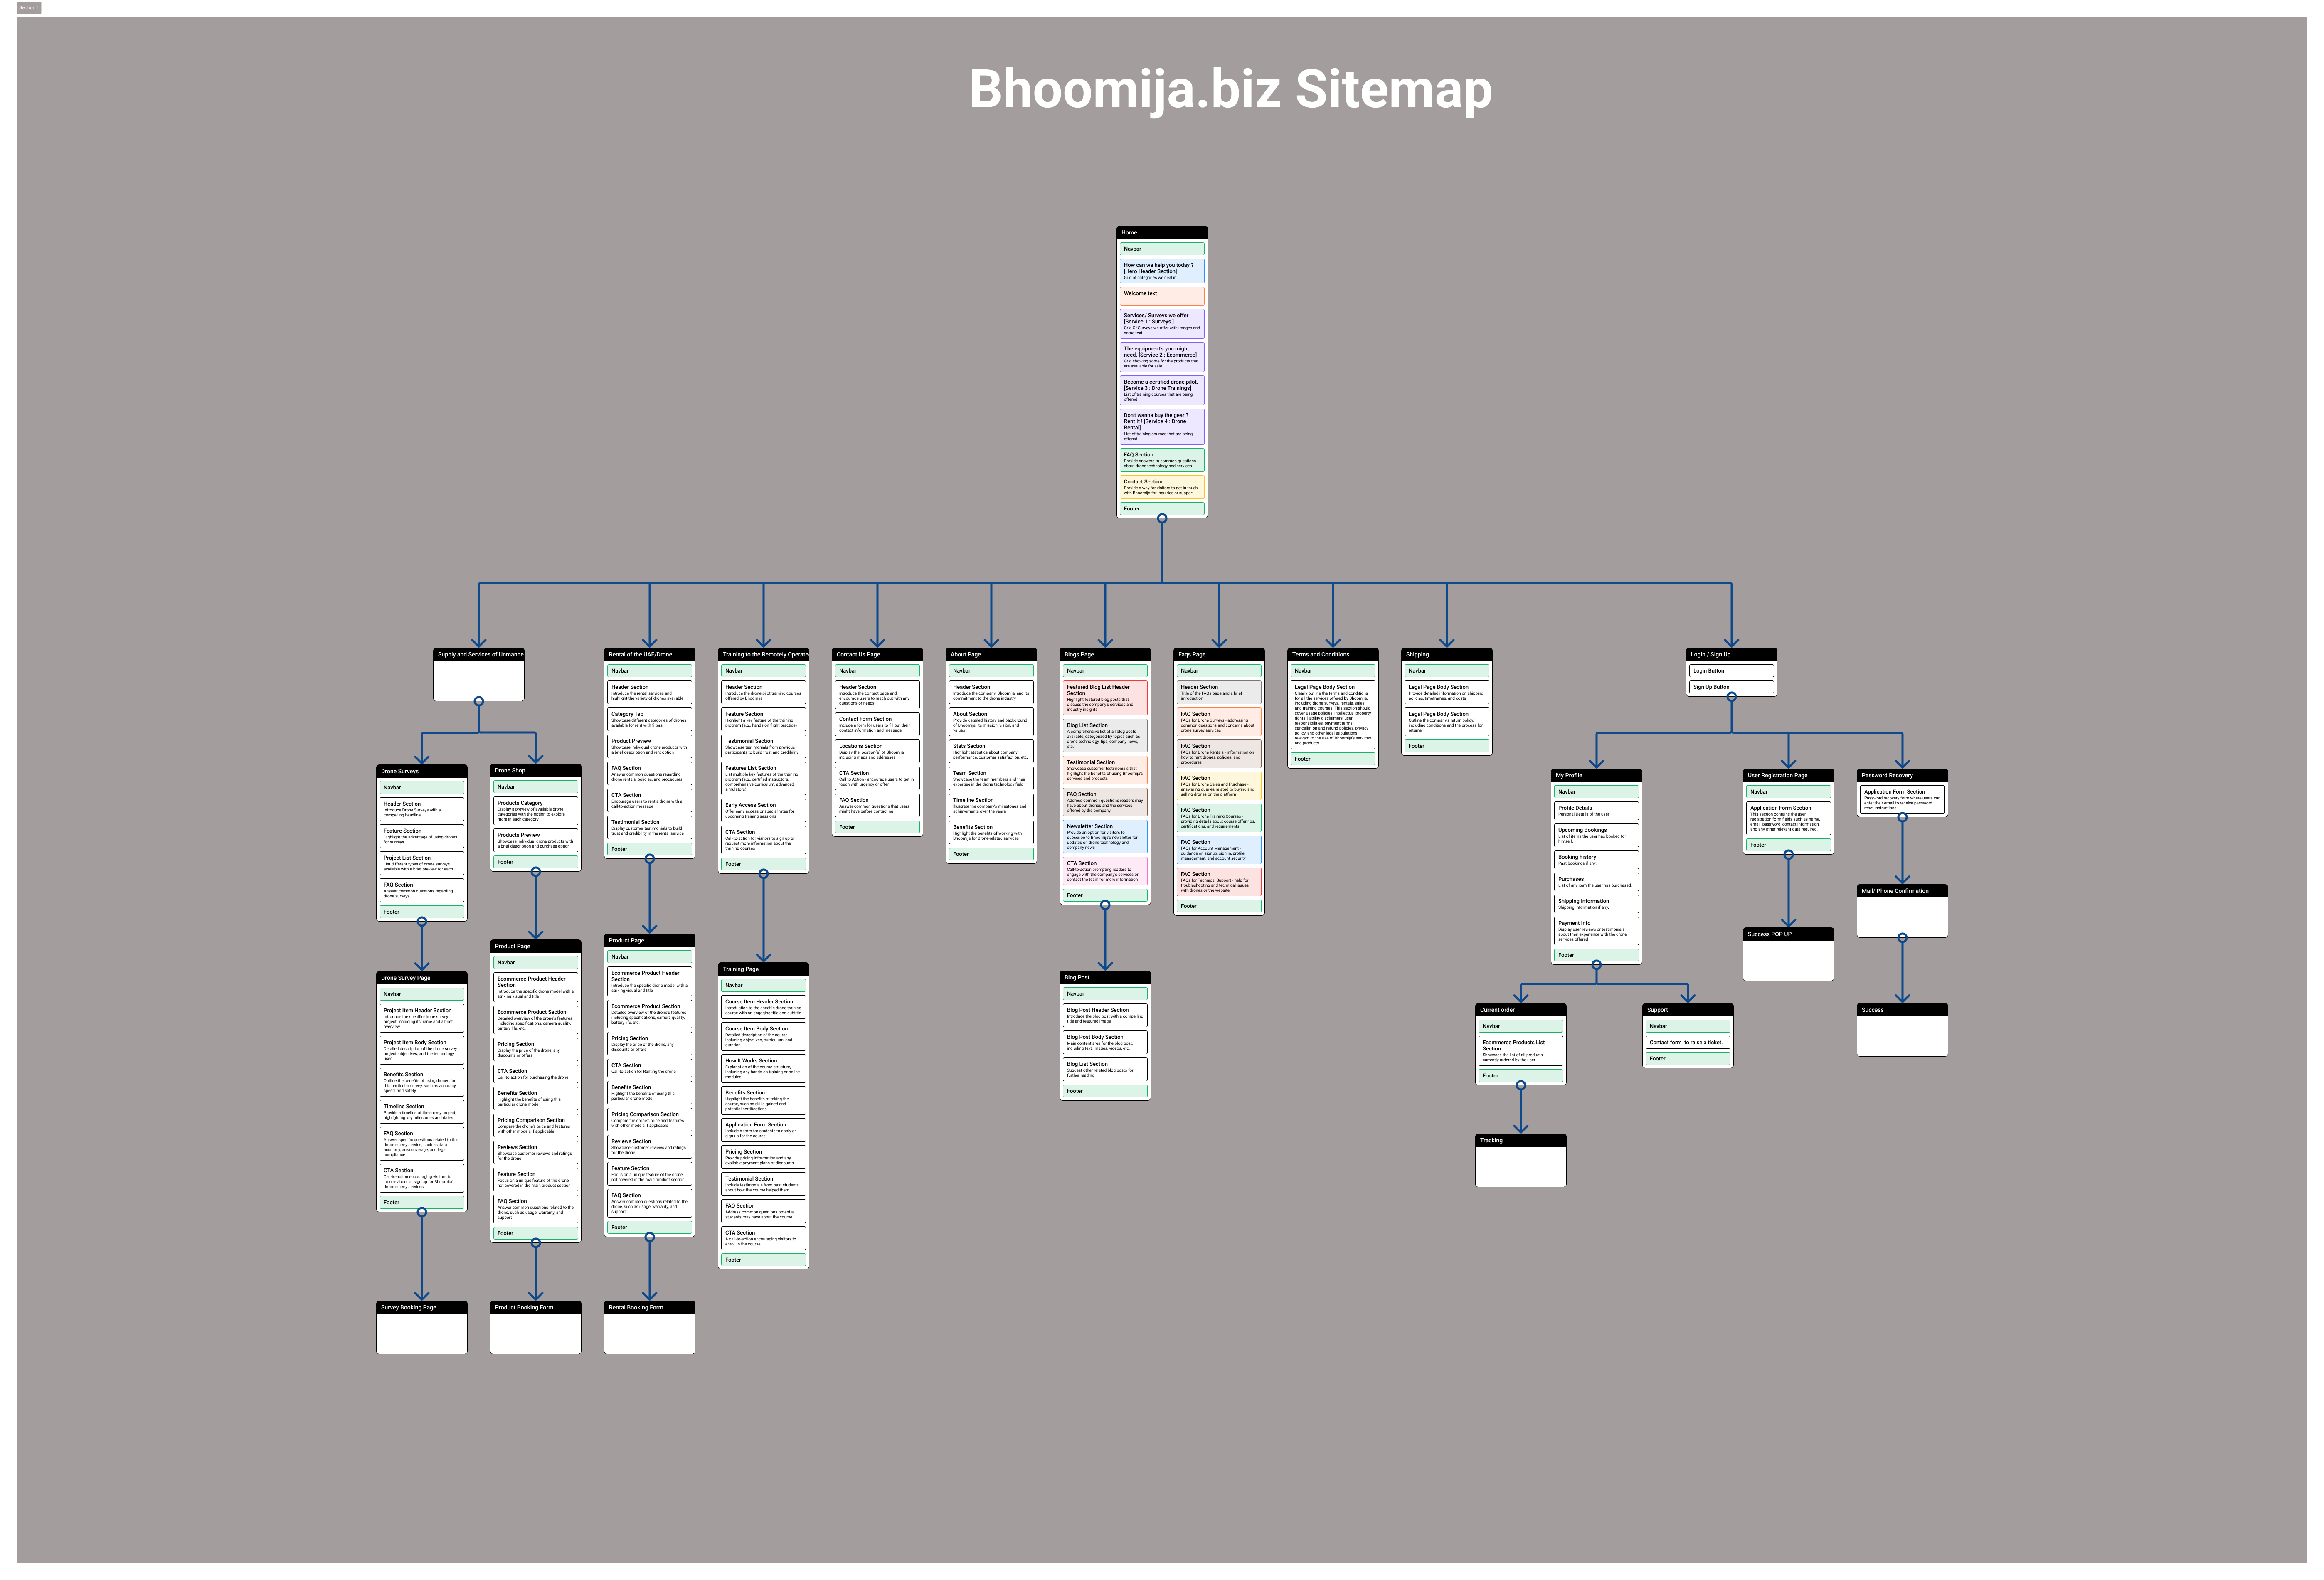 Section 1
Bhoomija.biz Sitemap
Home
Navbar
How can we help you today ?
[Hero Header Section]
Grid of categories we deal in.
Welcome text
Services/ Surveys we offer
[Service 1 : Surveys ]
Grid Of Surveys we offer with images and
some text.
The equipment's you might
need. [Service 2 : Ecommerce]
Grid showing some for the products that
are available for sale.
Become a certified drone pilot.
[Service 3 : Drone Trainings]
List of training courses that are being
offered
Don't wanna buy the gear ?
Rent It ! [Service 4 : Drone
Rental]
List of training courses that are being
offered
FAQ Section
Provide answers to common questions
about drone technology and services
Contact Section
Provide a way for visitors to get in touch
with Bhoomija for inquiries or support
Footer
Supply and Services of Unmanne
Drone Surveys
Navbar
Header Section
Introduce Drone Surveys with a
compelling headline
Feature Section
Highlight the advantage of using drones
for surveys
Project List Section
List different types of drone surveys
available with a brief preview for each
FAQ Section
Answer common questions regarding
drone surveys
Footer
Drone Survey Page
Navbar
Project Item Header Section
Introduce the specific drone survey
project, including its name and a brief
overview
Project Item Body Section
Detailed description of the drone survey
project, objectives, and the technology
used
Benefits Section
Outline the benefits of using drones for
this particular survey, such as accuracy,
speed, and safety
Timeline Section
Provide a timeline of the survey project,
highlighting key milestones and dates
FAQ Section
Answer specific questions related to this
drone survey service, such as data
accuracy, area coverage, and legal
compliance
CTA Section
Call-to-action encouraging visitors to
inquire about or sign up for Bhoomija's
drone survey services
Footer
Survey Booking Page
Drone Shop
Navbar
Products Category
Display a preview of available drone
categories with the option to explore
more in each category
Products Preview
Showcase individual drone products with
a brief description and purchase option
Footer
Product Page
Navbar
Ecommerce Product Header
Section
Introduce the specific drone model with a
striking visual and title
Ecommerce Product Section
Detailed overview of the drone's features
including specifications, camera quality,
battery life, etc.
Pricing Section
Display the price of the drone, any
discounts or offers
CTA Section
Call-to-action for purchasing the drone
Benefits Section
Highlight the benefits of using this
particular drone model
Pricing Comparison Section
Compare the drone's price and features
with other models if applicable
Reviews Section
Showcase customer reviews and ratings
for the drone
Feature Section
Focus on a unique feature of the drone
not covered in the main product section
FAQ Section
Answer common questions related to the
drone, such as usage, warranty, and
support
Footer
Product Booking Form
Rental of the UAE/Drone
Navbar
Header Section
Introduce the rental services and
highlight the variety of drones available
Category Tab
Showcase different categories of drones
available for rent with filters
Product Preview
Showcase individual drone products with
a brief description and rent option
FAQ Section
Answer common questions regarding
drone rentals, policies, and procedures
CTA Section
Encourage users to rent a drone with a
call-to-action message
Testimonial Section
Display customer testimonials to build
trust and credibility in the rental service
Footer
Product Page
Navbar
Ecommerce Product Header
Section
Introduce the specific drone model with a
striking visual and title
Ecommerce Product Section
Detailed overview of the drone's features
including specifications, camera quality,
battery life, etc.
Pricing Section
Display the price of the drone, any
discounts or offers
CTA Section
Call-to-action for Renting the drone
Benefits Section
Highlight the benefits of using this
particular drone model
Pricing Comparison Section
Compare the drone's price and features
with other models if applicable
Reviews Section
Showcase customer reviews and ratings
for the drone
Feature Section
Focus on a unique feature of the drone
not covered in the main product section
FAQ Section
Answer common questions related to the
drone, such as usage, warranty, and
support
Footer
Rental Booking Form
Training to the Remotely Operate
Navbar
Header Section
Introduce the drone pilot training courses
offered by Bhoomija
Feature Section
Highlight a key feature of the training
program (e.g., hands-on flight practice)
Testimonial Section
Showcase testimonials from previous
participants to build trust and credibility
Features List Section
List multiple key features of the training
program (e.g., certified instructors,
comprehensive curriculum, advanced
simulators)
Early Access Section
Offer early access or special rates for
upcoming training sessions
CTA Section
Call-to-action for visitors to sign up or
request more information about the
training courses
Footer
Training Page
Navbar
Course Item Header Section
Introduction to the specific drone training
course with an engaging title and subtitle
Course Item Body Section
Detailed description of the course
including objectives, curriculum, and
duration
How It Works Section
Explanation of the course structure,
including any hands-on training or online
modules
Benefits Section
Highlight the benefits of taking the
course, such as skills gained and
potential certifications
Application Form Section
Include a form for students to apply or
sign up for the course
Pricing Section
Provide pricing information and any
available payment plans or discounts
Testimonial Section
Include testimonials from past students
about how the course helped them
FAQ Section
Address common questions potential
students may have about the course
CTA Section
A call-to-action encouraging visitors to
enroll in the course
Footer
Contact Us Page
Navbar
Header Section
Introduce the contact page and
encourage users to reach out with any
questions or needs
Contact Form Section
Include a form for users to fill out their
contact information and message
Locations Section
Display the location(s) of Bhoomija,
including maps and addresses
CTA Section
Call to Action - encourage users to get in
touch with urgency or offer
FAQ Section
Answer common questions that users
might have before contacting
Footer
About Page
Navbar
Header Section
Introduce the company, Bhoomija, and its
commitment to the drone industry
About Section
Provide detailed history and background
of Bhoomija, its mission, vision, and
values
Stats Section
Highlight statistics about company
performance, customer satisfaction, etc.
Team Section
Showcase the team members and their
expertise in the drone technology field
Timeline Section
Illustrate the company's milestones and
achievements over the years
Benefits Section
Highlight the benefits of working with
Bhoomija for drone-related services
Footer
Blogs Page
Navbar
Featured Blog List Header
Section
Highlight featured blog posts that
discuss the company's services and
industry insights
Blog List Section
A comprehensive list of all blog posts
available, categorized by topics such as
drone technology, tips, company news,
etc.
Testimonial Section
Showcase customer testimonials that
highlight the benefits of using Bhoomija's
services and products
FAQ Section
Address common questions readers may
have about drones and the services
offered by the company
Newsletter Section
Provide an option for visitors to
subscribe to Bhoomija's newsletter for
updates on drone technology and
company news
CTA Section
Call-to-action prompting readers to
engage with the company's services or
contact the team for more information
Footer
Blog Post
Navbar
Blog Post Header Section
Introduce the blog post with a compelling
title and featured image
Blog Post Body Section
Main content area for the blog post,
including text, images, videos, etc.
Blog List Section
Suggest other related blog posts for
further reading
Footer
Faqs Page
Navbar
Header Section
Title of the FAQs page and a brief
introduction
FAQ Section
FAQs for Drone Surveys - addressing
common questions and concerns about
drone survey services
FAQ Section
FAQs for Drone Rentals - information on
how to rent drones, policies, and
procedures
FAQ Section
FAQs for Drone Sales and Purchase -
answering queries related to buying and
selling drones on the platform
FAQ Section
FAQs for Drone Training Courses -
providing details about course offerings,
certifications, and requirements
FAQ Section
FAQs for Account Management -
guidance on signup, sign in, profile
management, and account security
FAQ Section
FAQs for Technical Support - help for
troubleshooting and technical issues
with drones or the website
Footer
Terms and Conditions
Navbar
Legal Page Body Section
Clearly outline the terms and conditions
for all the services offered by Bhoomija,
including drone surveys, rentals, sales,
and training courses. This section should
cover usage policies, intellectual property
rights, liability disclaimers, user
responsibilities, payment terms,
cancellation and refund policies, privacy
policy, and other legal stipulations
relevant to the use of Bhoomija's services
and products.
Footer
Shipping
Navbar
Legal Page Body Section
Provide detailed information on shipping
policies, timeframes, and costs
Legal Page Body Section
Outline the company's return policy,
including conditions and the process for
returns
Footer
Login / Sign Up
Login Button
Sign Up Button
My Profile
Navbar
Profile Details
Personal Details of the user
Upcoming Bookings
List of items the user has booked for
himself.
Booking history
Past bookings if any.
Purchases
List of any item the user has purchased.
Shipping Information
Shipping Information if any
Payment Info
Display user reviews or testimonials
about their experience with the drone
services offered
Footer
Current order
Navbar
Ecommerce Products List
Section
Showcase the list of all products
currently ordered by the user
Footer
Tracking
Support
Navbar
Contact form to raise a ticket.
Footer
User Registration Page
Navbar
Application Form Section
This section contains the user
registration form fields such as name,
email, password, contact information,
and any other relevant data required.
Footer
Success POP UP
Password Recovery
Application Form Section
Password recovery form where users can
enter their email to receive password
reset instructions
Mail/ Phone Confirmation
Success